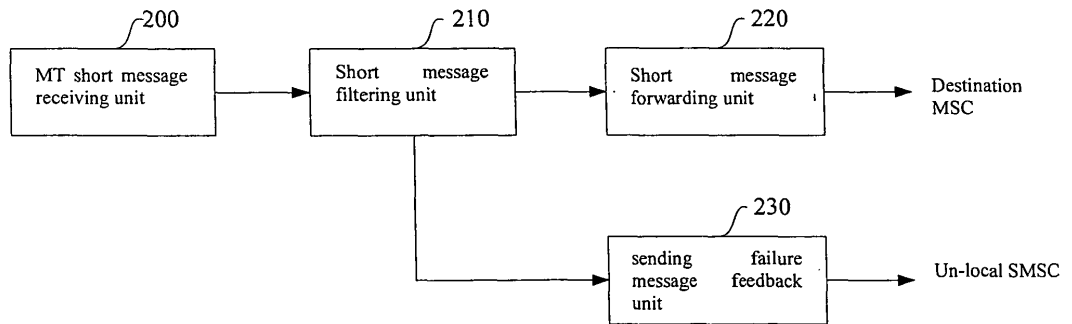 200
210
220
MT short message
receiving unit
Short message
filtering unit
Short message
forwarding unit
Destination
MSC
230
sending failure
message feedback
unit
Un-local SMSC